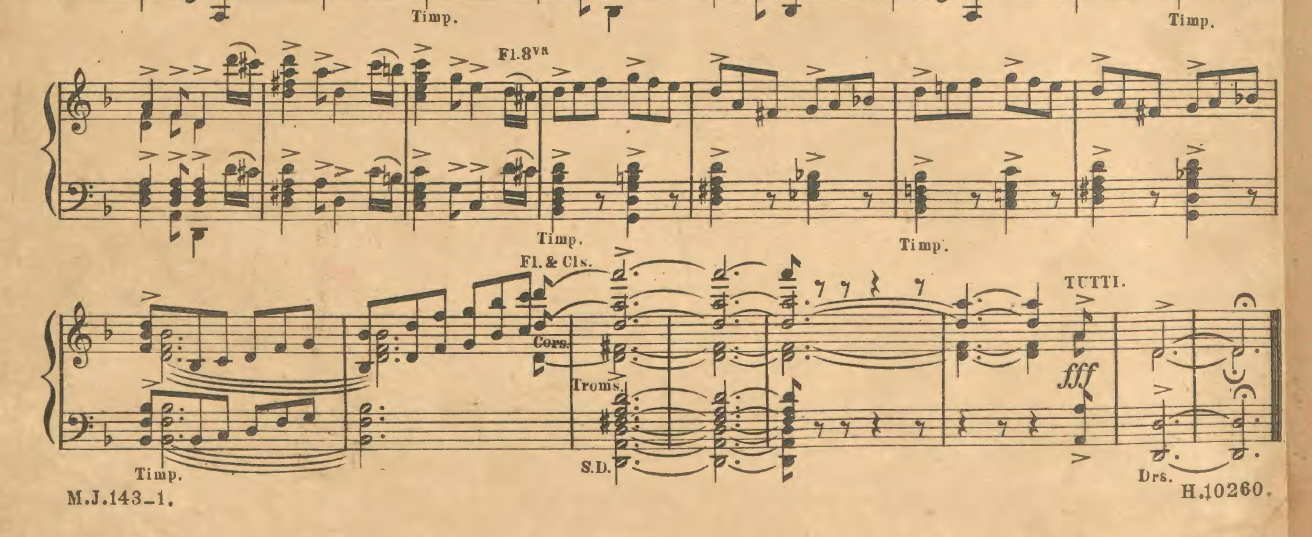 Timp. Timp.
Fl.8va
Timp. Timp.
Fl. & Cls.
TUTTI.
Cors.
fff
Troms.
Timp. S.D. Drs.
M.J.143-1. H.10260.